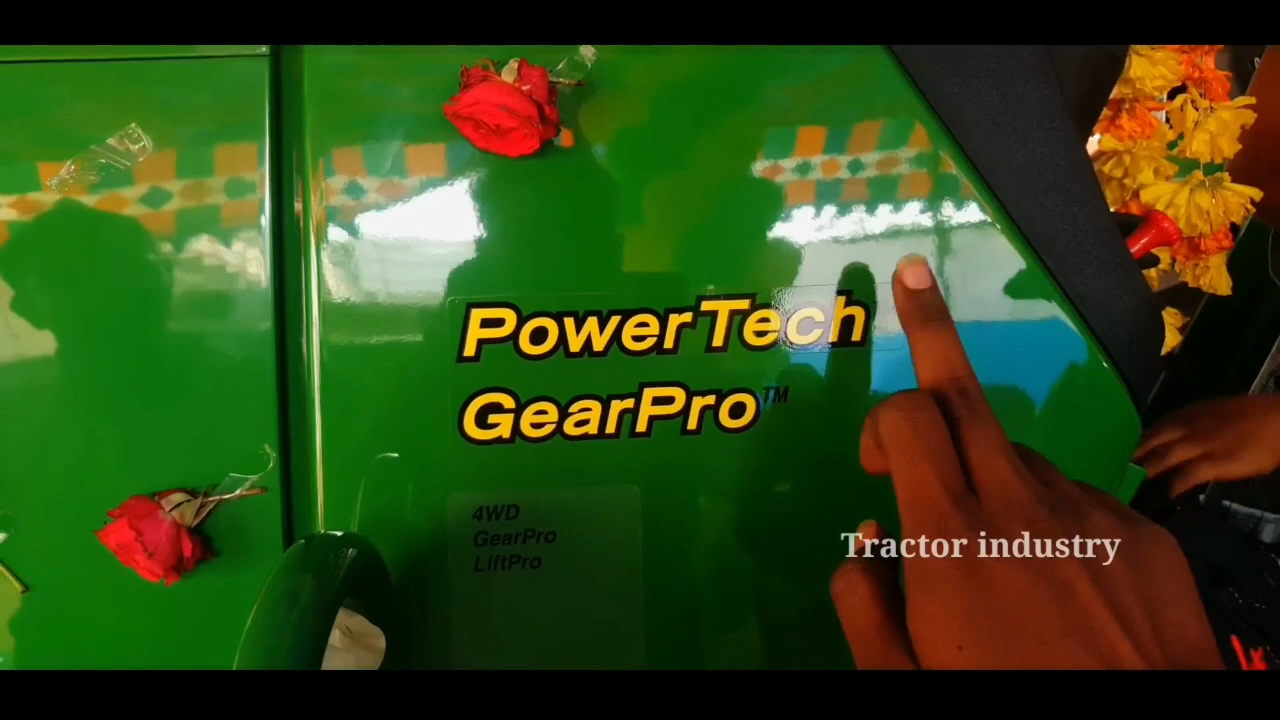 PowerTech
GearPro™
4WD
GearPro
LiftPro
Tractor industry